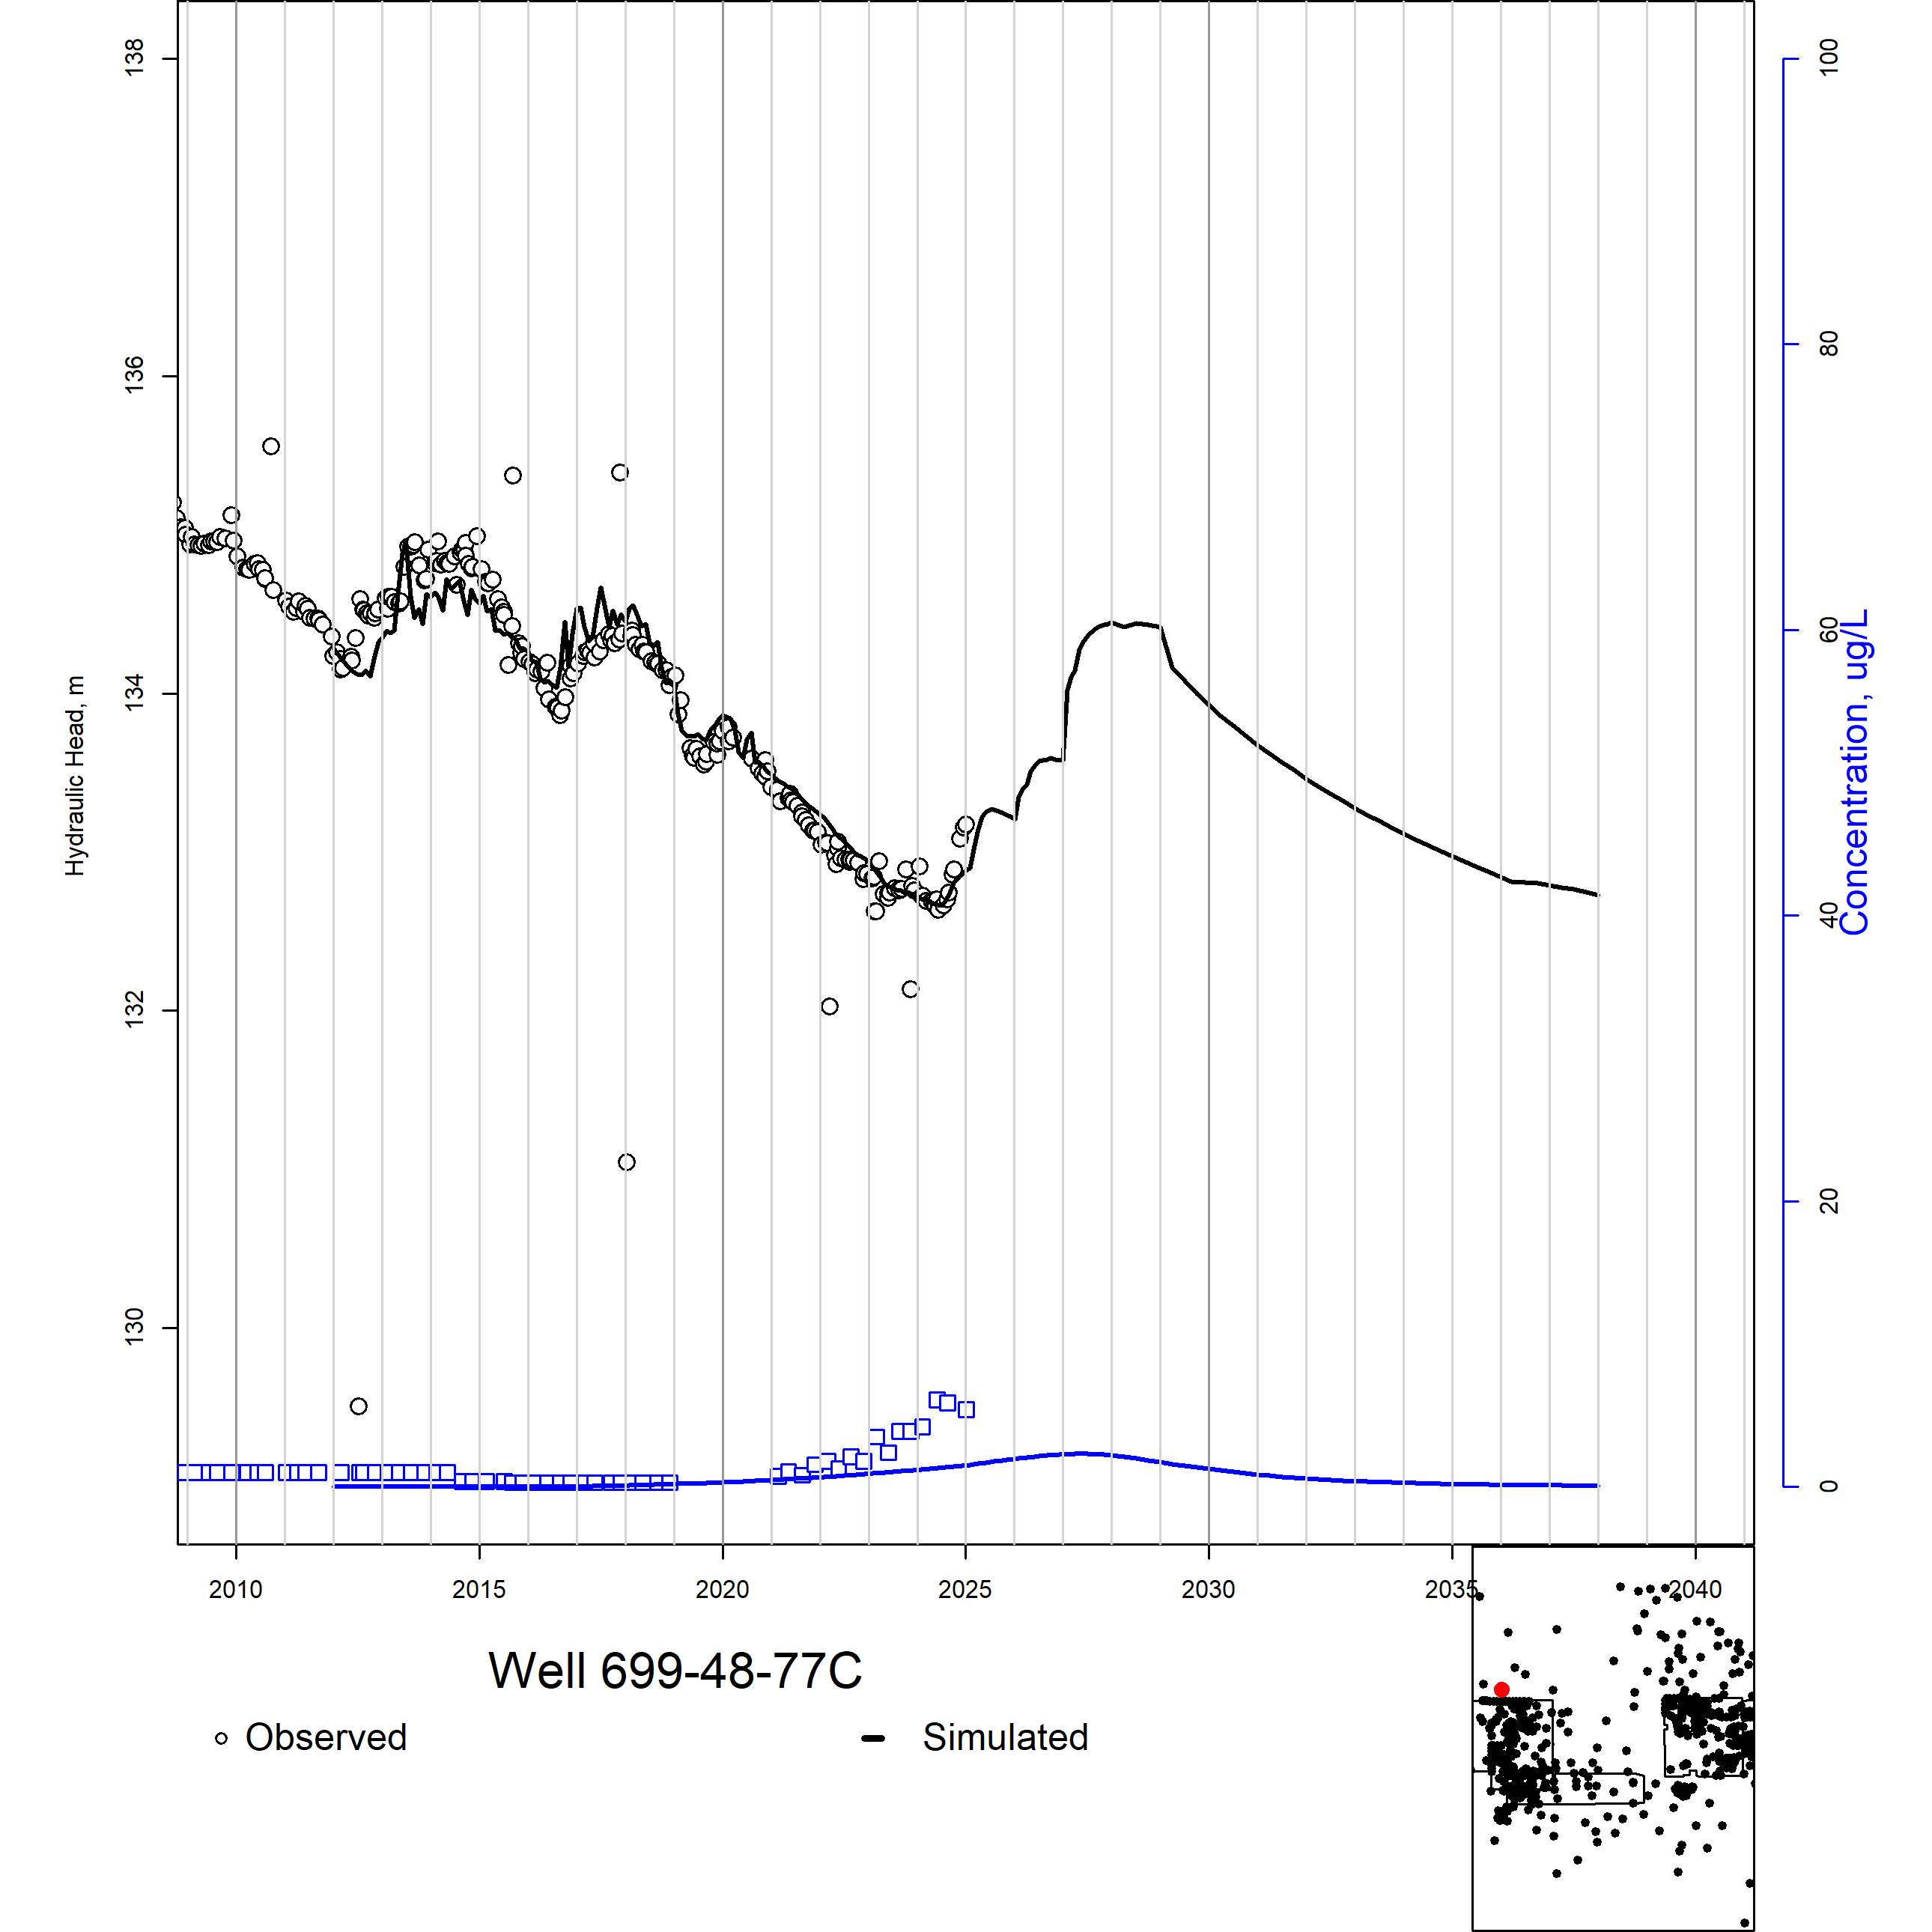 138
136
134
132
130
Hydraulic Head, m
100
80
60
40
20
0
Concentration, ug/L
2010 2015 2020 2025 2030 2035 2040
Well 699-48-77C
Observed Simulated